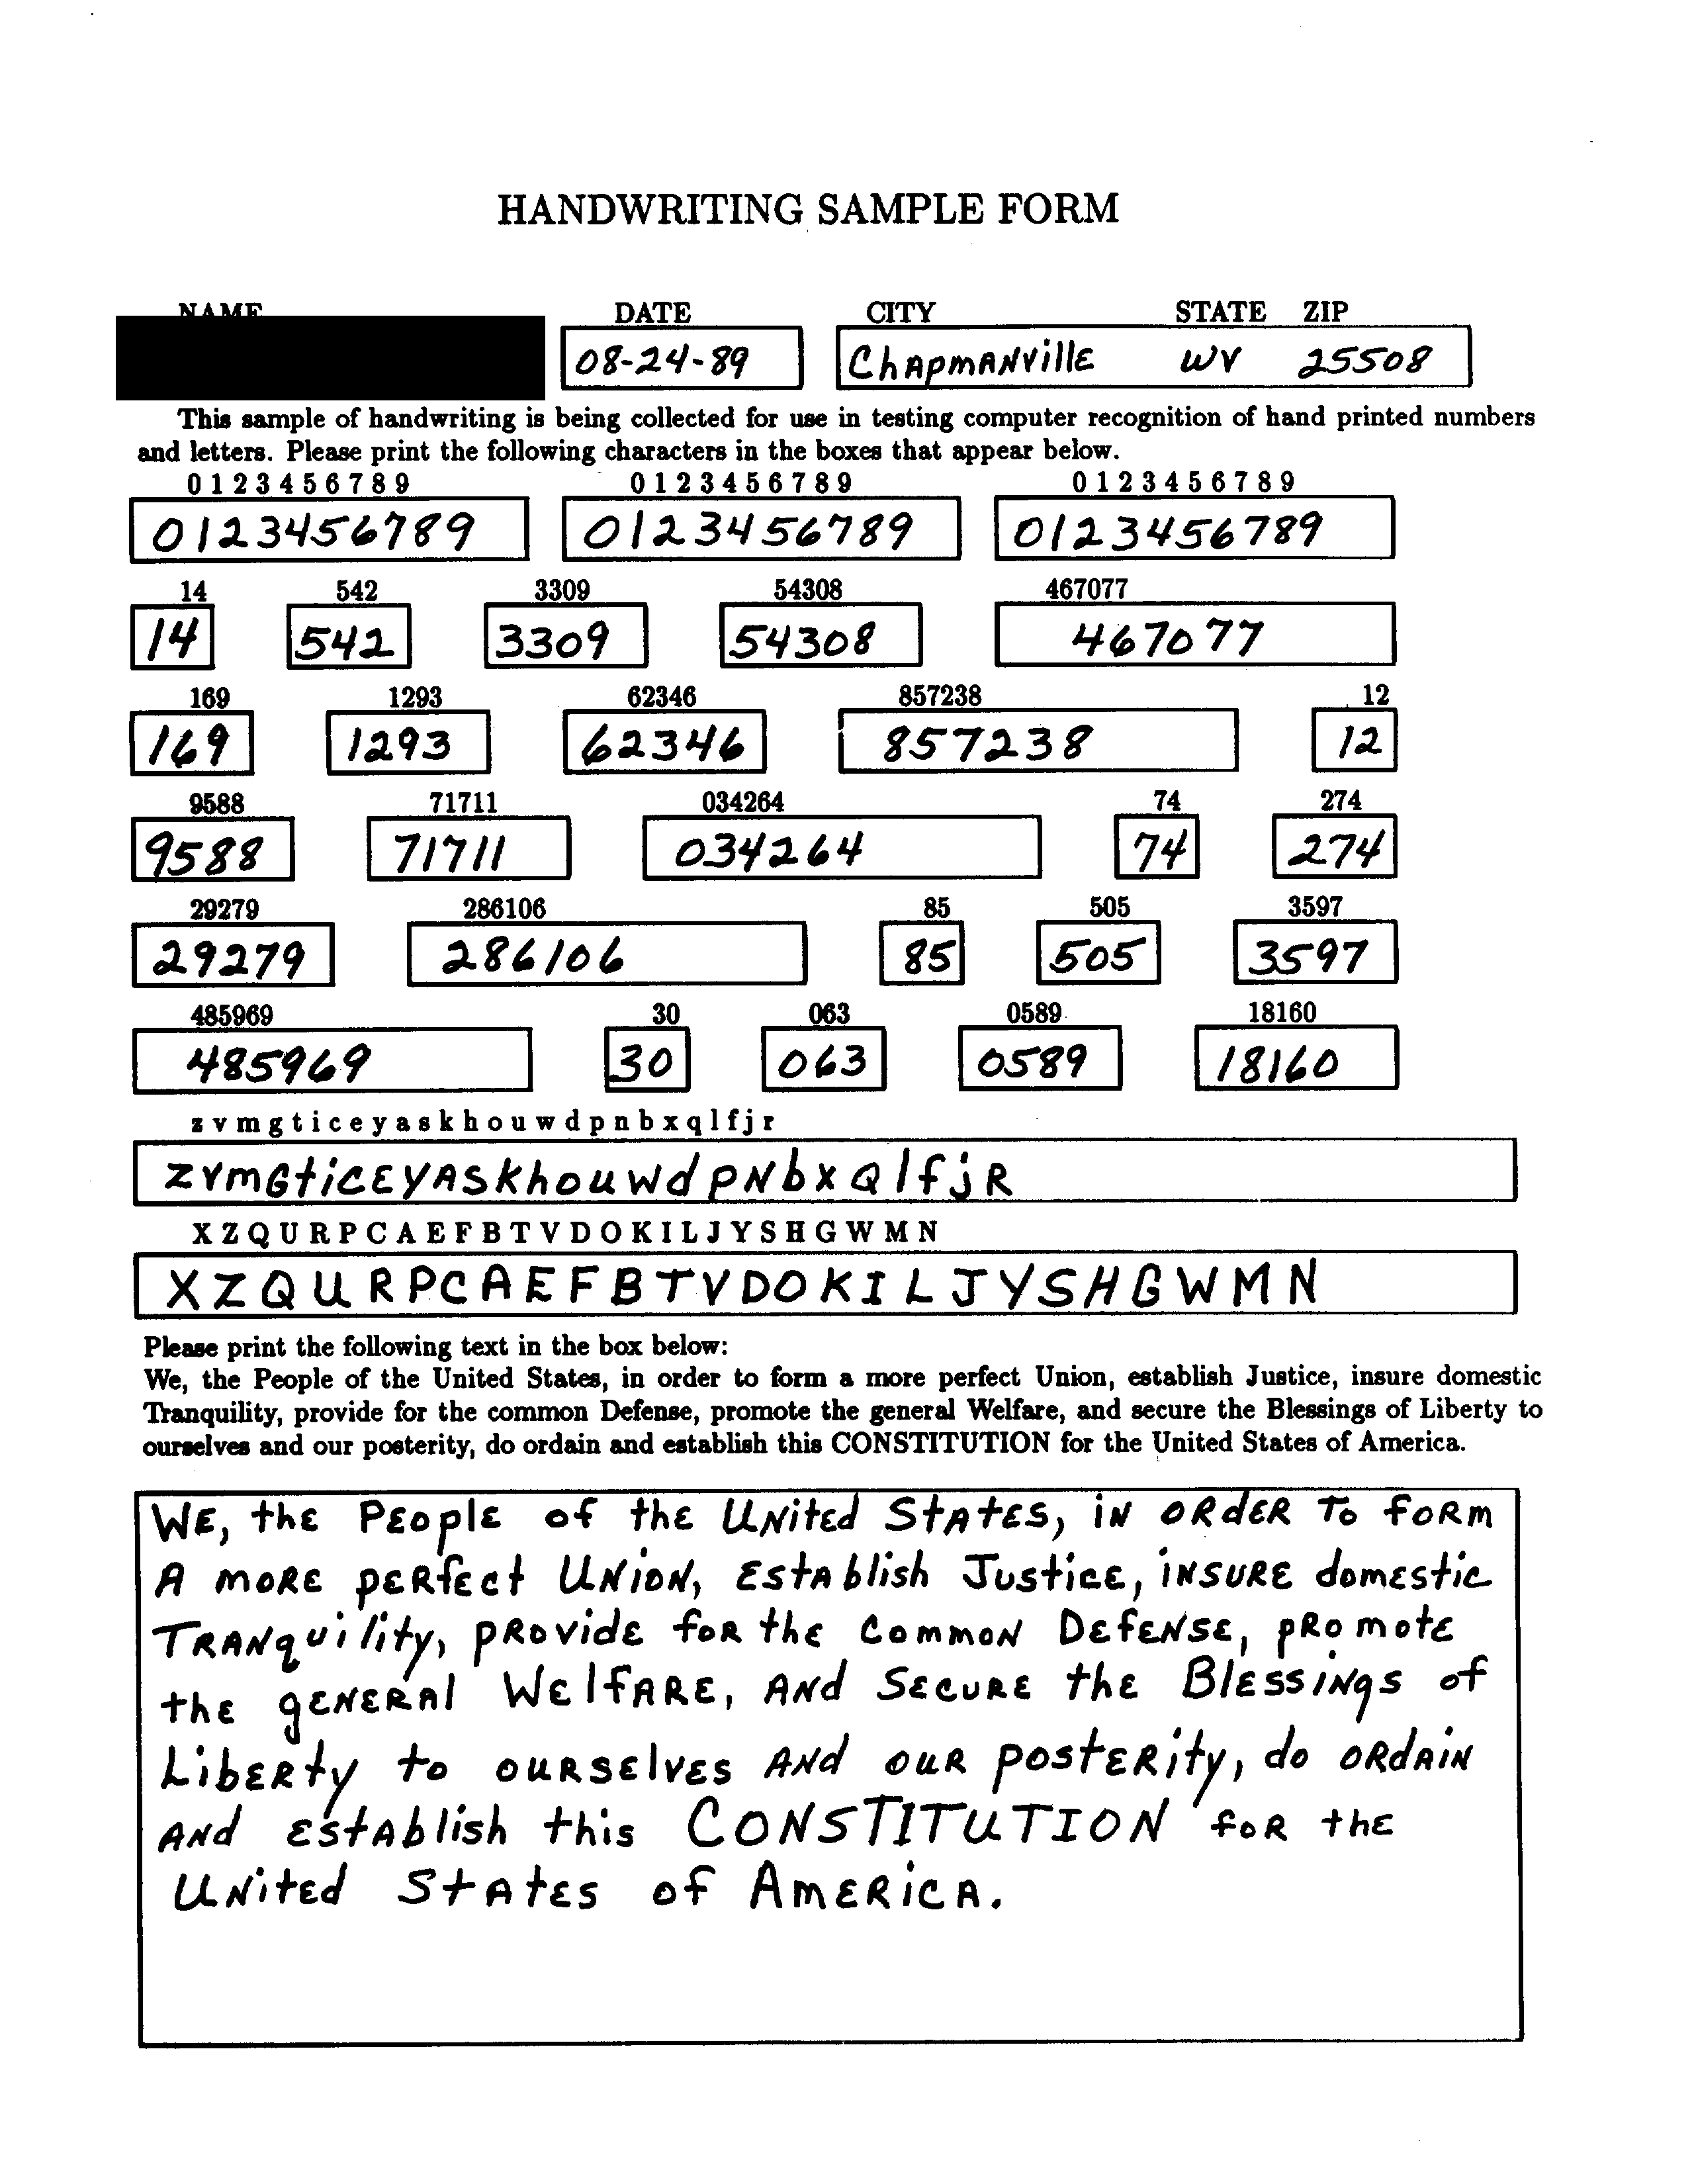 HANDWRITING SAMPLE FORM
NAME DATE CITY STATE ZIP
08-24-89 ChApmANville WV 25508
This sample of handwriting is being collected for use in testing computer recognition of hand printed numbers
and letters. Please print the following characters in the boxes that appear below.
0 1 2 3 4 5 6 7 8 9 0 1 2 3 4 5 6 7 8 9 0 1 2 3 4 5 6 7 8 9
0123456789 0123456789 0123456789
14 542 3309 54308 467077
14 542 3309 54308 467077
169 1293 62346 857238 12
169 1293 62346 857238 12
9588 71711 034264 74 274
9588 71711 034264 74 274
29279 286106 85 505 3597
29279 286106 85 505 3597
485969 30 063 0589 18160
485969 30 063 0589 18160
z v m g t i c e y a s k h o u w d p n b x q l f j r
zvmGticEyASkhouwdpNbxQlfjR
X Z Q U R P C A E F B T V D O K I L J Y S H G W M N
X Z Q U R P C A E F B T V D O K I L J Y S H G W M N
Please print the following text in the box below:
We, the People of the United States, in order to form a more perfect Union, establish Justice, insure domestic
Tranquility, provide for the common Defense, promote the general Welfare, and secure the Blessings of Liberty to
ourselves and our posterity, do ordain and establish this CONSTITUTION for the United States of America.
WE, thE PEoplE of thE UNitEd StAtES, iN ORdER To foRm
A moRE pERfEct UNioN, EStAblish JusticE, iNSURE domEstic
TRANquility, pRovidE foR thE CommoN DEfENSE, pRomotE
thE gENERAl WElfARE, ANd SEcuRE thE BlESSiNgS of
LibERty to ouRSElvES ANd ouR postERity, do oRdAiN
ANd EStAblish this CONSTITUTION foR thE
UNitEd StAtES of AmERicA.